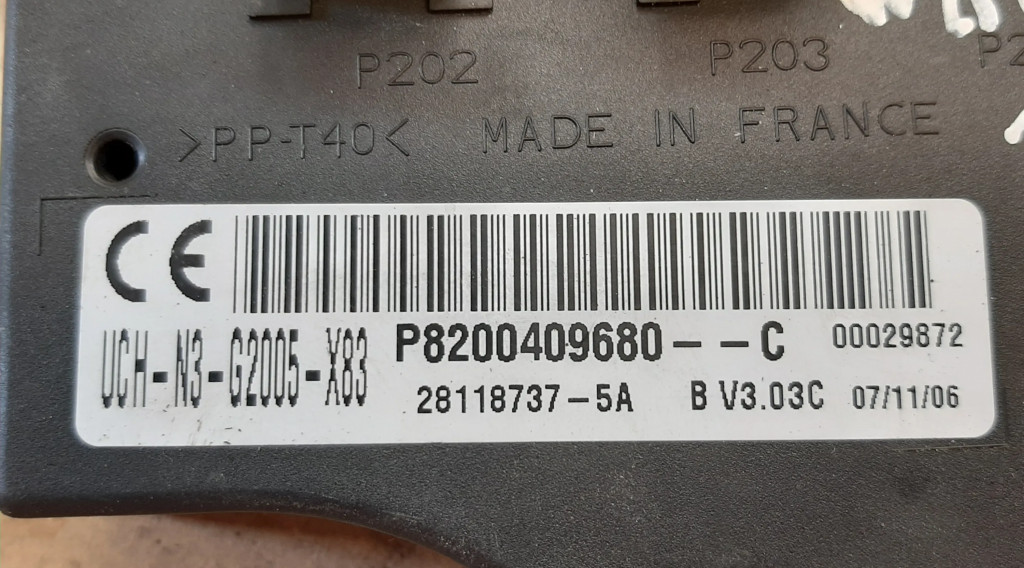 P202 P203
>PP-T40< MADE IN FRANCE
CE
UCH-N3-G2005-X83 P8200409680--C 00029872
28118737-5A B V3.03C 07/11/06